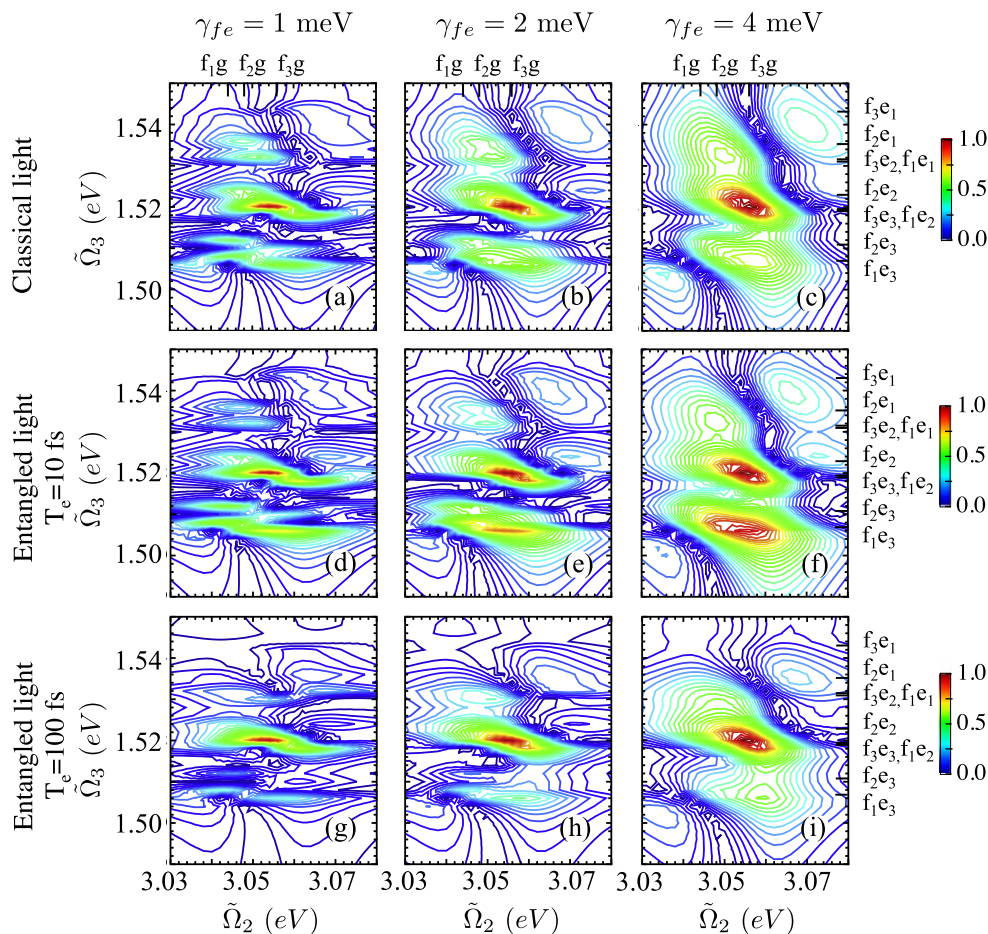 γ_fe = 1 meV γ_fe = 2 meV γ_fe = 4 meV
f₁g f₂g f₃g f₁g f₂g f₃g f₁g f₂g f₃g
Classical light
Ω̃₃ (eV)
1.54
1.52
1.50
(a) (b) (c)
f₃e₁
f₂e₁
f₃e₂,f₁e₁
f₂e₂
f₃e₃,f₁e₂
f₂e₃
f₁e₃
1.0
0.5
0.0
Entangled light
Tₑ=10 fs
Ω̃₃ (eV)
1.54
1.52
1.50
(d) (e) (f)
f₃e₁
f₂e₁
f₃e₂,f₁e₁
f₂e₂
f₃e₃,f₁e₂
f₂e₃
f₁e₃
1.0
0.5
0.0
Entangled light
Tₑ=100 fs
Ω̃₃ (eV)
1.54
1.52
1.50
(g) (h) (i)
f₃e₁
f₂e₁
f₃e₂,f₁e₁
f₂e₂
f₃e₃,f₁e₂
f₂e₃
f₁e₃
1.0
0.5
0.0
3.03 3.05 3.07 3.03 3.05 3.07 3.03 3.05 3.07
Ω̃₂ (eV) Ω̃₂ (eV) Ω̃₂ (eV)